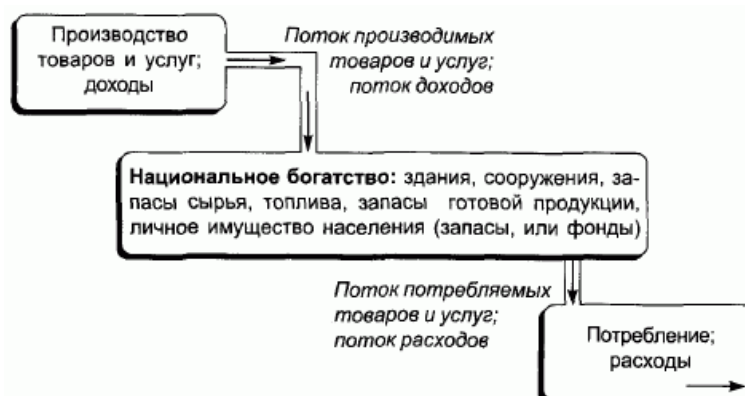 Производство
товаров и услуг;
доходы
Поток производимых
товаров и услуг;
поток доходов
Национальное богатство: здания, сооружения, за-
пасы сырья, топлива, запасы готовой продукции,
личное имущество населения (запасы, или фонды)
Поток потребляемых
товаров и услуг;
поток расходов
Потребление;
расходы